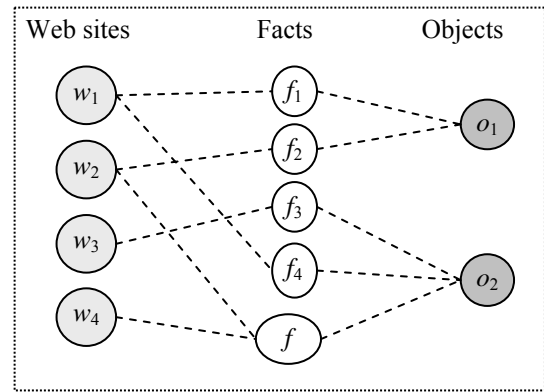 Web sites Facts Objects
w1 f1
o1
w2 f2
f3
w3
f4 o2
w4 f